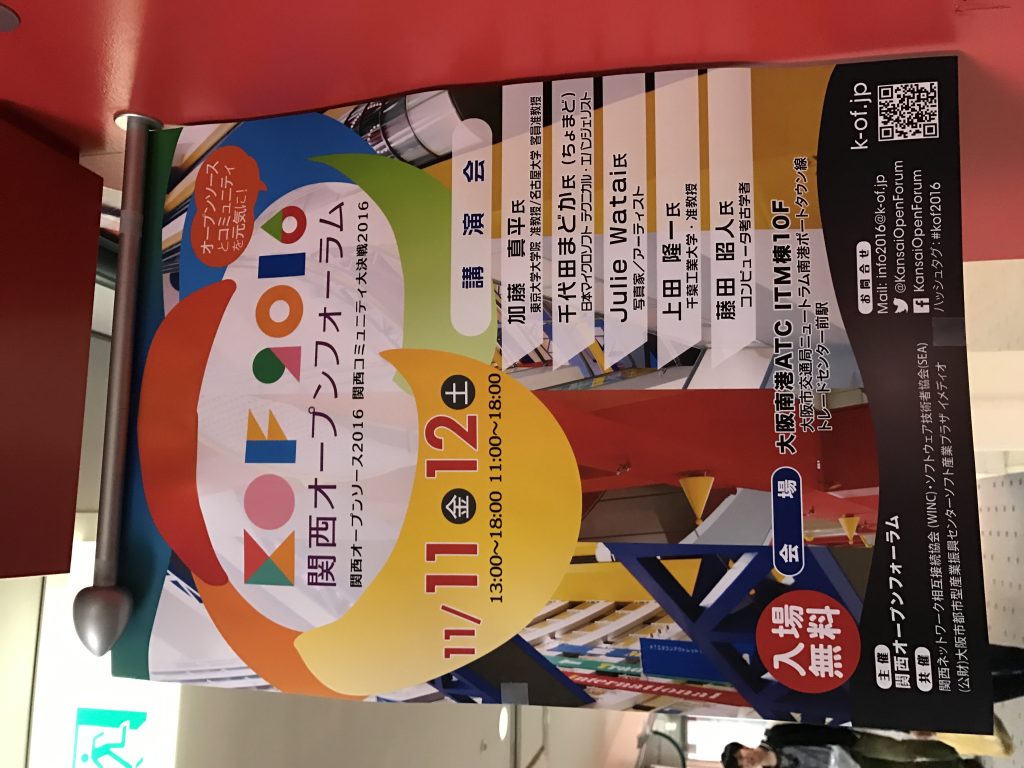 オープンソース
とコミュニティ
を元気に!
KOF2016
関西オープンフォーラム
関西オープンソース2016 関西コミュニティ大決戦2016
11/11金 12土
13:00~18:00 11:00~18:00
講演会
加藤 真平氏
東京大学大学院 准教授/名古屋大学 客員准教授
千代田まどか氏(ちょまど)
日本マイクロソフト テクニカル・エバンジェリスト
Julie Watai氏
写真家/アーティスト
上田 隆一氏
千葉工業大学・准教授
藤田 昭人氏
コンピュータ考古学者
入場
無料
会場
大阪南港ATC ITM棟10F
大阪市交通局ニュートラム南港ポートタウン線
トレードセンター前駅
International
主催
関西オープンフォーラム
共催
関西ネットワーク相互接続協会(WINC)・ソフトウェア技術者協会(SEA)
(公財)大阪市都市型産業振興センターソフト産業プラザ イメディオ
お問合せ
Mail: info2016@k-of.jp
@KansaiOpenForum
KansaiOpenForum
ハッシュタグ: #kof2016
k-of.jp